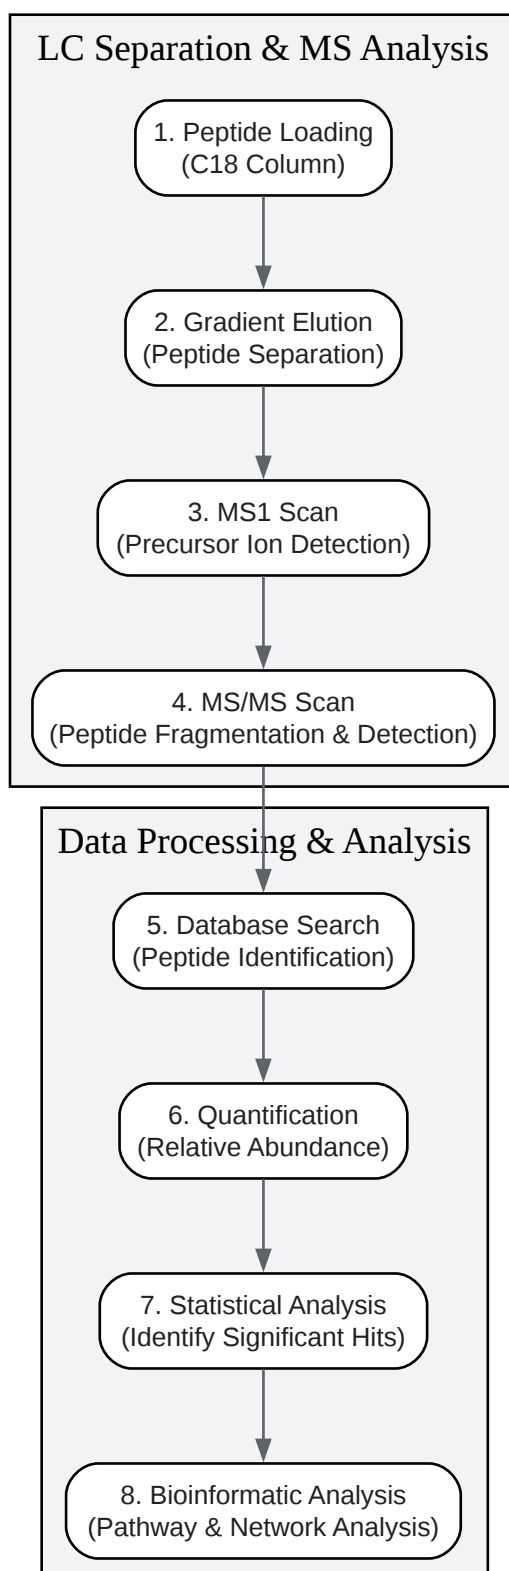 LC Separation & MS Analysis
1. Peptide Loading
(C18 Column)
2. Gradient Elution
(Peptide Separation)
3. MS1 Scan
(Precursor Ion Detection)
4. MS/MS Scan
(Peptide Fragmentation & Detection)
Data Processing & Analysis
5. Database Search
(Peptide Identification)
6. Quantification
(Relative Abundance)
7. Statistical Analysis
(Identify Significant Hits)
8. Bioinformatic Analysis
(Pathway & Network Analysis)